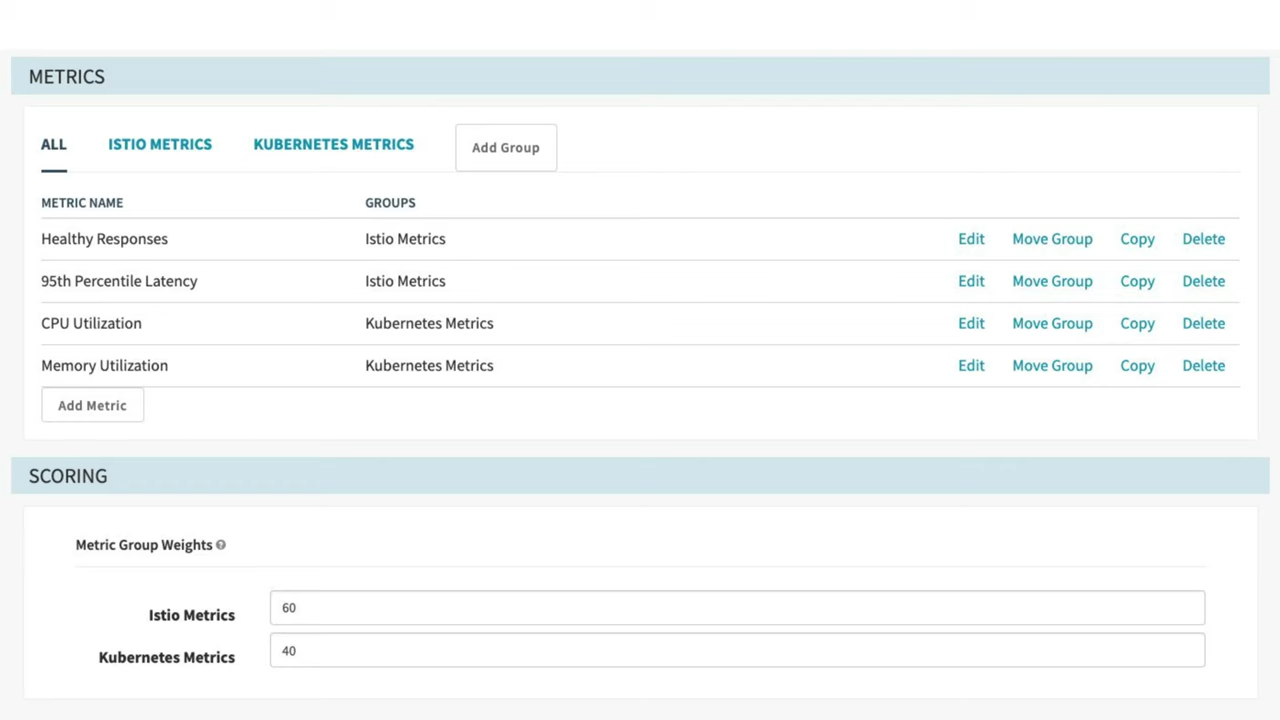 METRICS
ALL ISTIO METRICS KUBERNETES METRICS Add Group
METRIC NAME GROUPS
Healthy Responses Istio Metrics Edit Move Group Copy Delete
95th Percentile Latency Istio Metrics Edit Move Group Copy Delete
CPU Utilization Kubernetes Metrics Edit Move Group Copy Delete
Memory Utilization Kubernetes Metrics Edit Move Group Copy Delete
Add Metric
SCORING
Metric Group Weights ?
Istio Metrics 60
Kubernetes Metrics 40